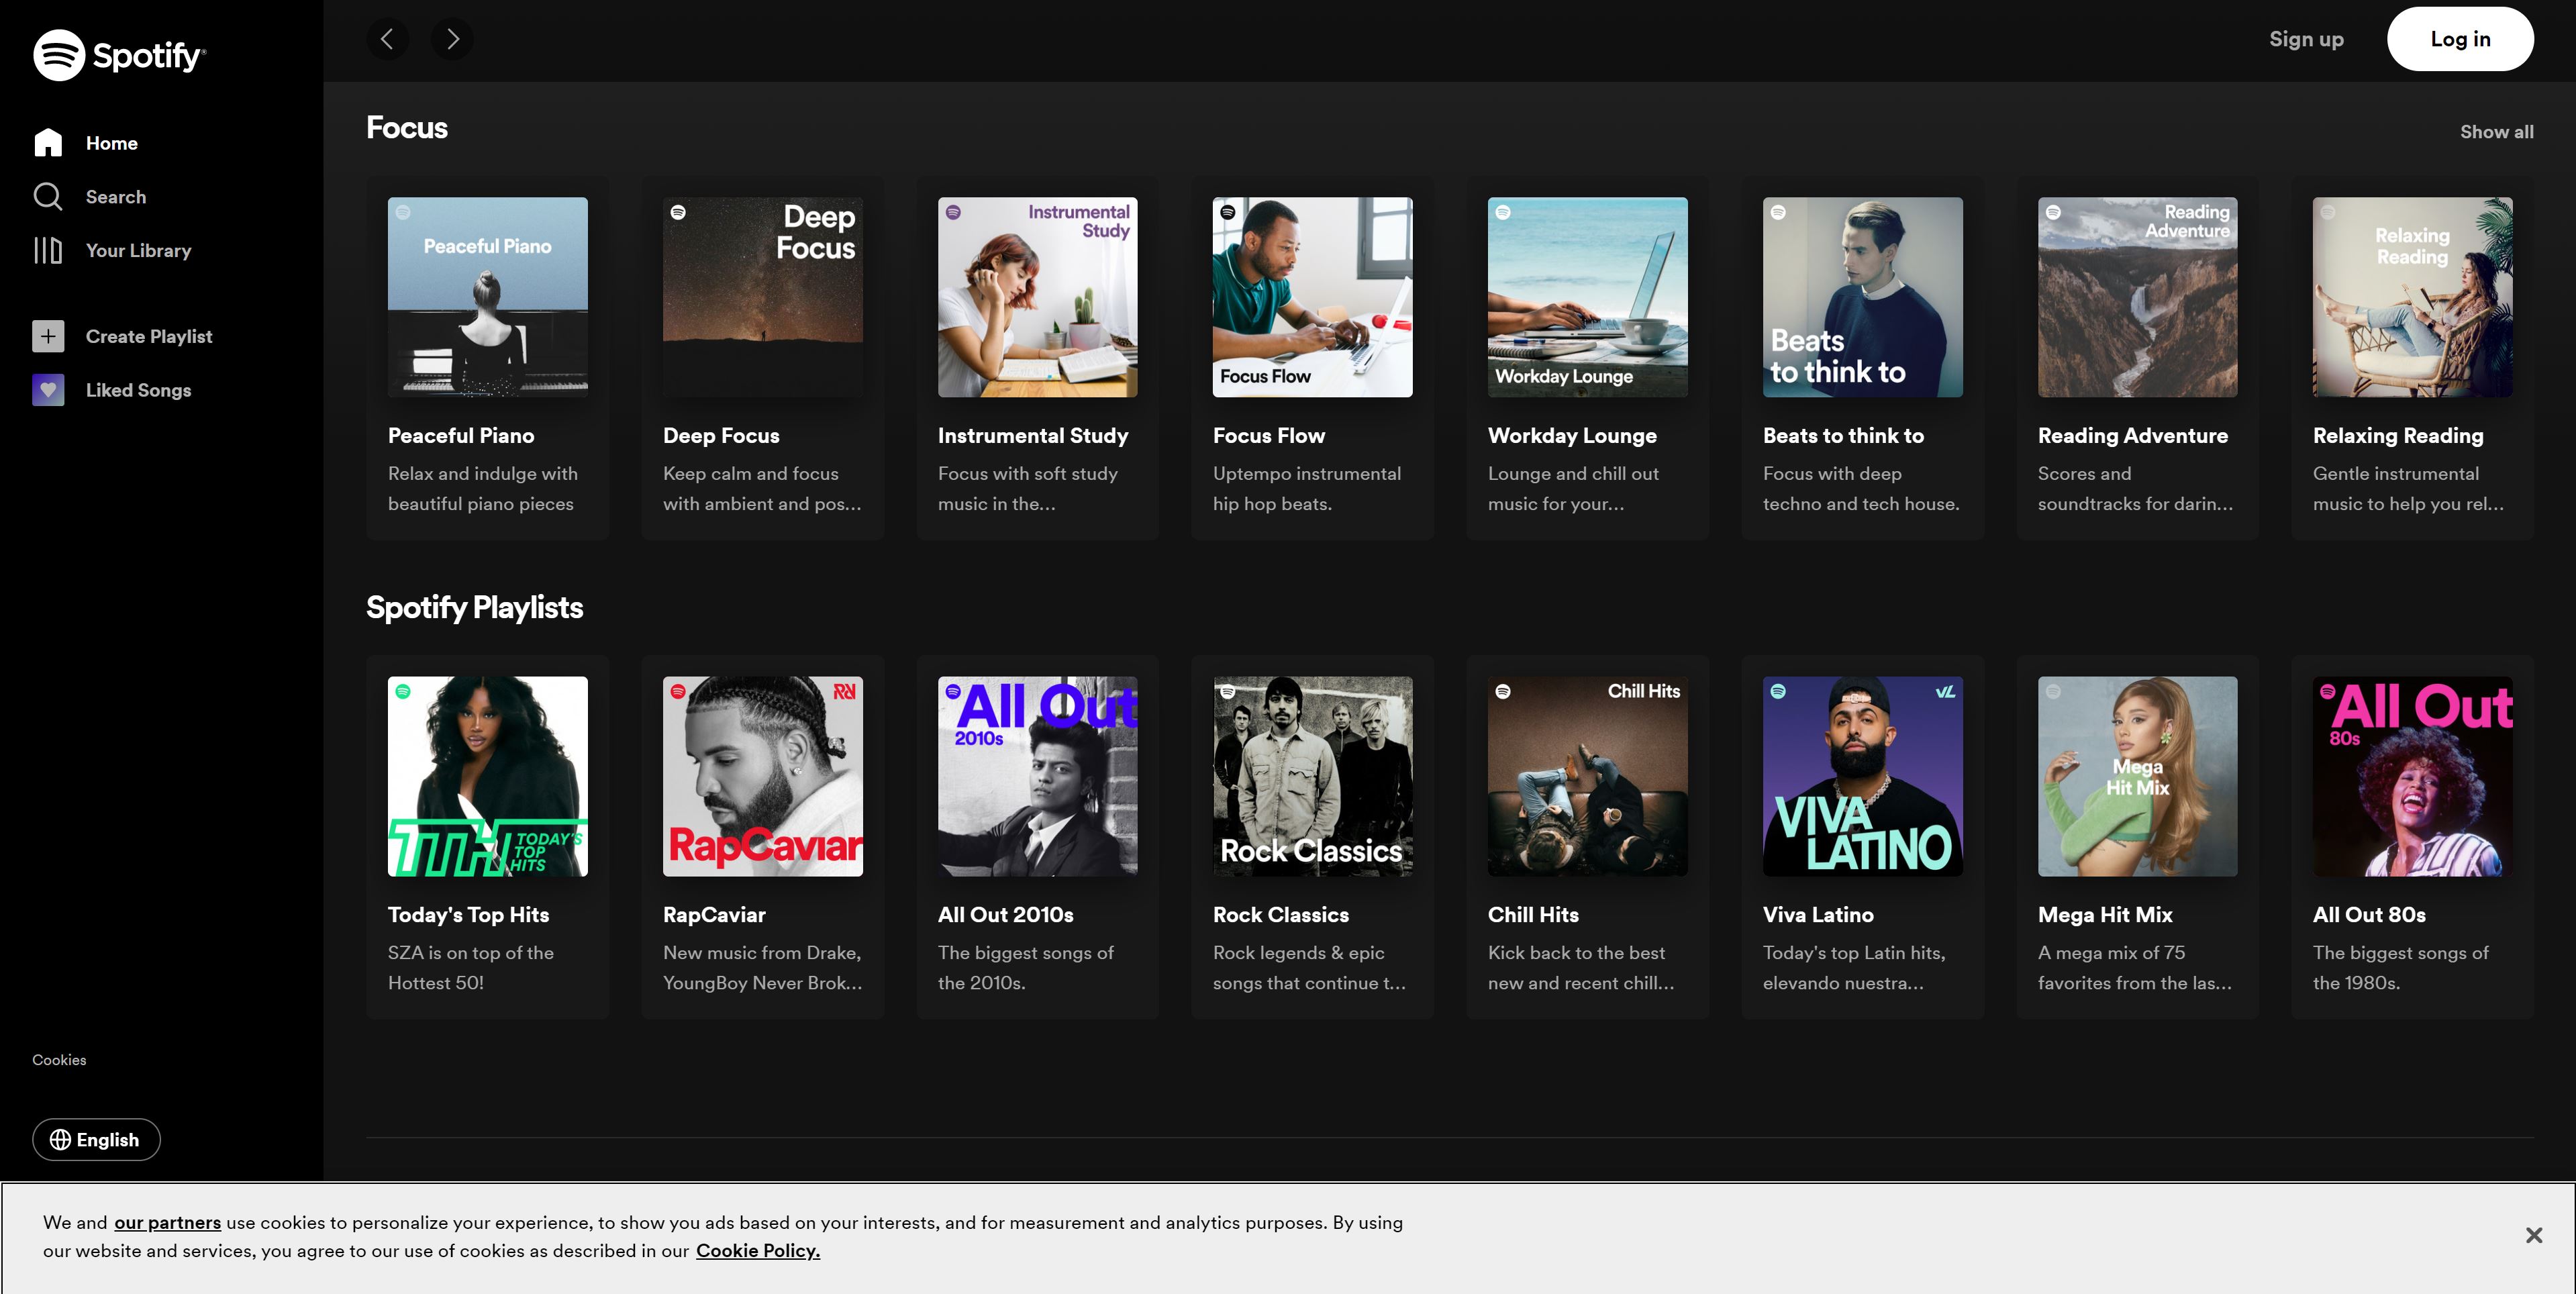 Spotify
Sign up
Log in
Home
Search
Your Library
Create Playlist
Liked Songs
Focus
Show all
Peaceful Piano
Deep
Focus
Instrumental
Study
Focus Flow
Workday Lounge
Beats
to think to
Reading
Adventure
Relaxing
Reading
Peaceful Piano
Relax and indulge with
beautiful piano pieces
Deep Focus
Keep calm and focus
with ambient and pos...
Instrumental Study
Focus with soft study
music in the...
Focus Flow
Uptempo instrumental
hip hop beats.
Workday Lounge
Lounge and chill out
music for your...
Beats to think to
Focus with deep
techno and tech house.
Reading Adventure
Scores and
soundtracks for darin...
Relaxing Reading
Gentle instrumental
music to help you rel...
Spotify Playlists
TTH TODAY'S
TOP
HITS
RapCaviar
All Out
2010s
Rock Classics
Chill Hits
VL
VIVA
LATINO
Mega
Hit Mix
All Out
80s
Today's Top Hits
SZA is on top of the
Hottest 50!
RapCaviar
New music from Drake,
YoungBoy Never Brok...
All Out 2010s
The biggest songs of
the 2010s.
Rock Classics
Rock legends & epic
songs that continue t...
Chill Hits
Kick back to the best
new and recent chill...
Viva Latino
Today's top Latin hits,
elevando nuestra...
Mega Hit Mix
A mega mix of 75
favorites from the las...
All Out 80s
The biggest songs of
the 1980s.
Cookies
English
We and our partners use cookies to personalize your experience, to show you ads based on your interests, and for measurement and analytics purposes. By using
our website and services, you agree to our use of cookies as described in our Cookie Policy.